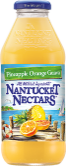 Pineapple Orange Guava
NANTUCKET
NECTARS